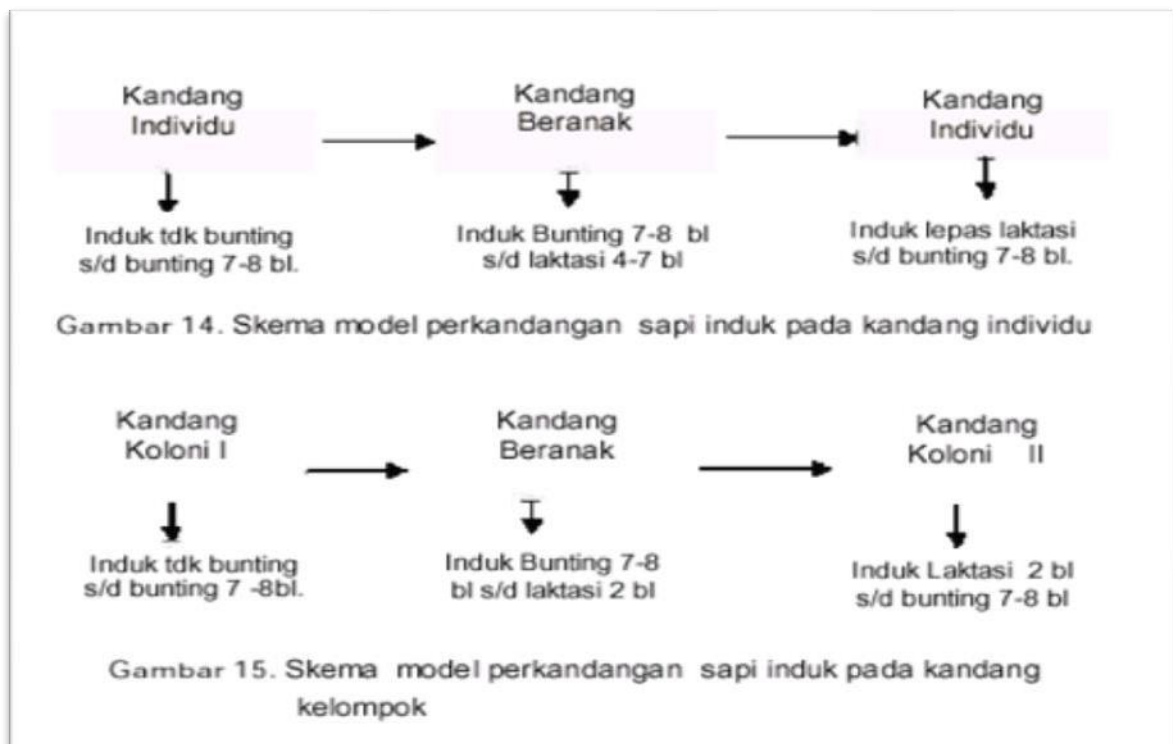 Kandang
Individu
Kandang
Beranak
Kandang
Individu
Induk tdk bunting
s/d bunting 7-8 bl.
Induk Bunting 7-8 bl
s/d laktasi 4-7 bl
Induk lepas laktasi
s/d bunting 7-8 bl.
Gambar 14. Skema model perkandangan sapi induk pada kandang individu
Kandang
Koloni I
Kandang
Beranak
Kandang
Koloni II
Induk tdk bunting
s/d bunting 7 -8bl.
Induk Bunting 7-8
bl s/d laktasi 2 bl
Induk Laktasi 2 bl
s/d bunting 7-8 bl
Gambar 15. Skema model perkandangan sapi induk pada kandang
kelompok